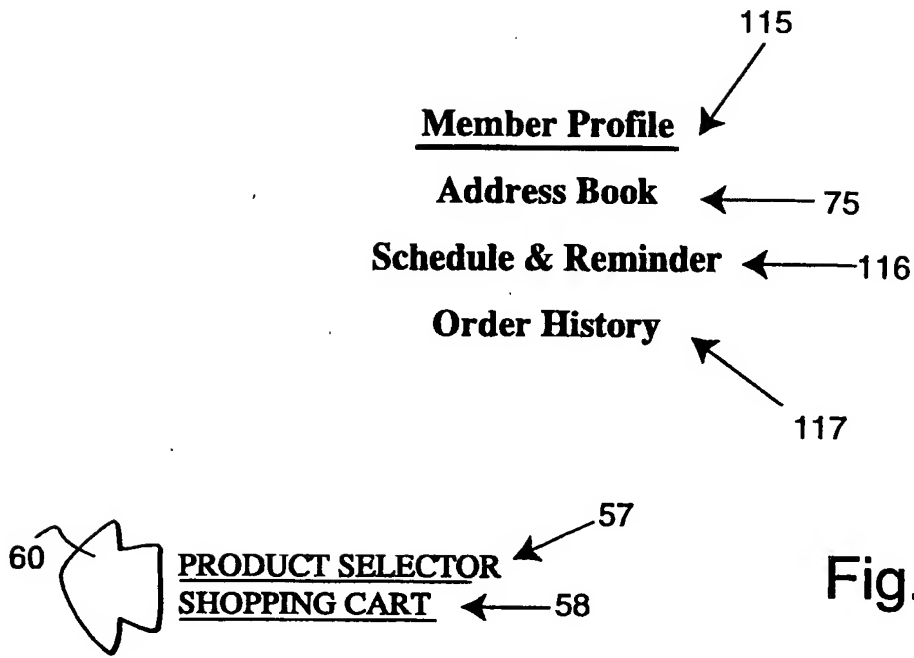 115
Member Profile
Address Book 75
Schedule & Reminder 116
Order History
117
57
60 PRODUCT SELECTOR
SHOPPING CART 58
Fig.